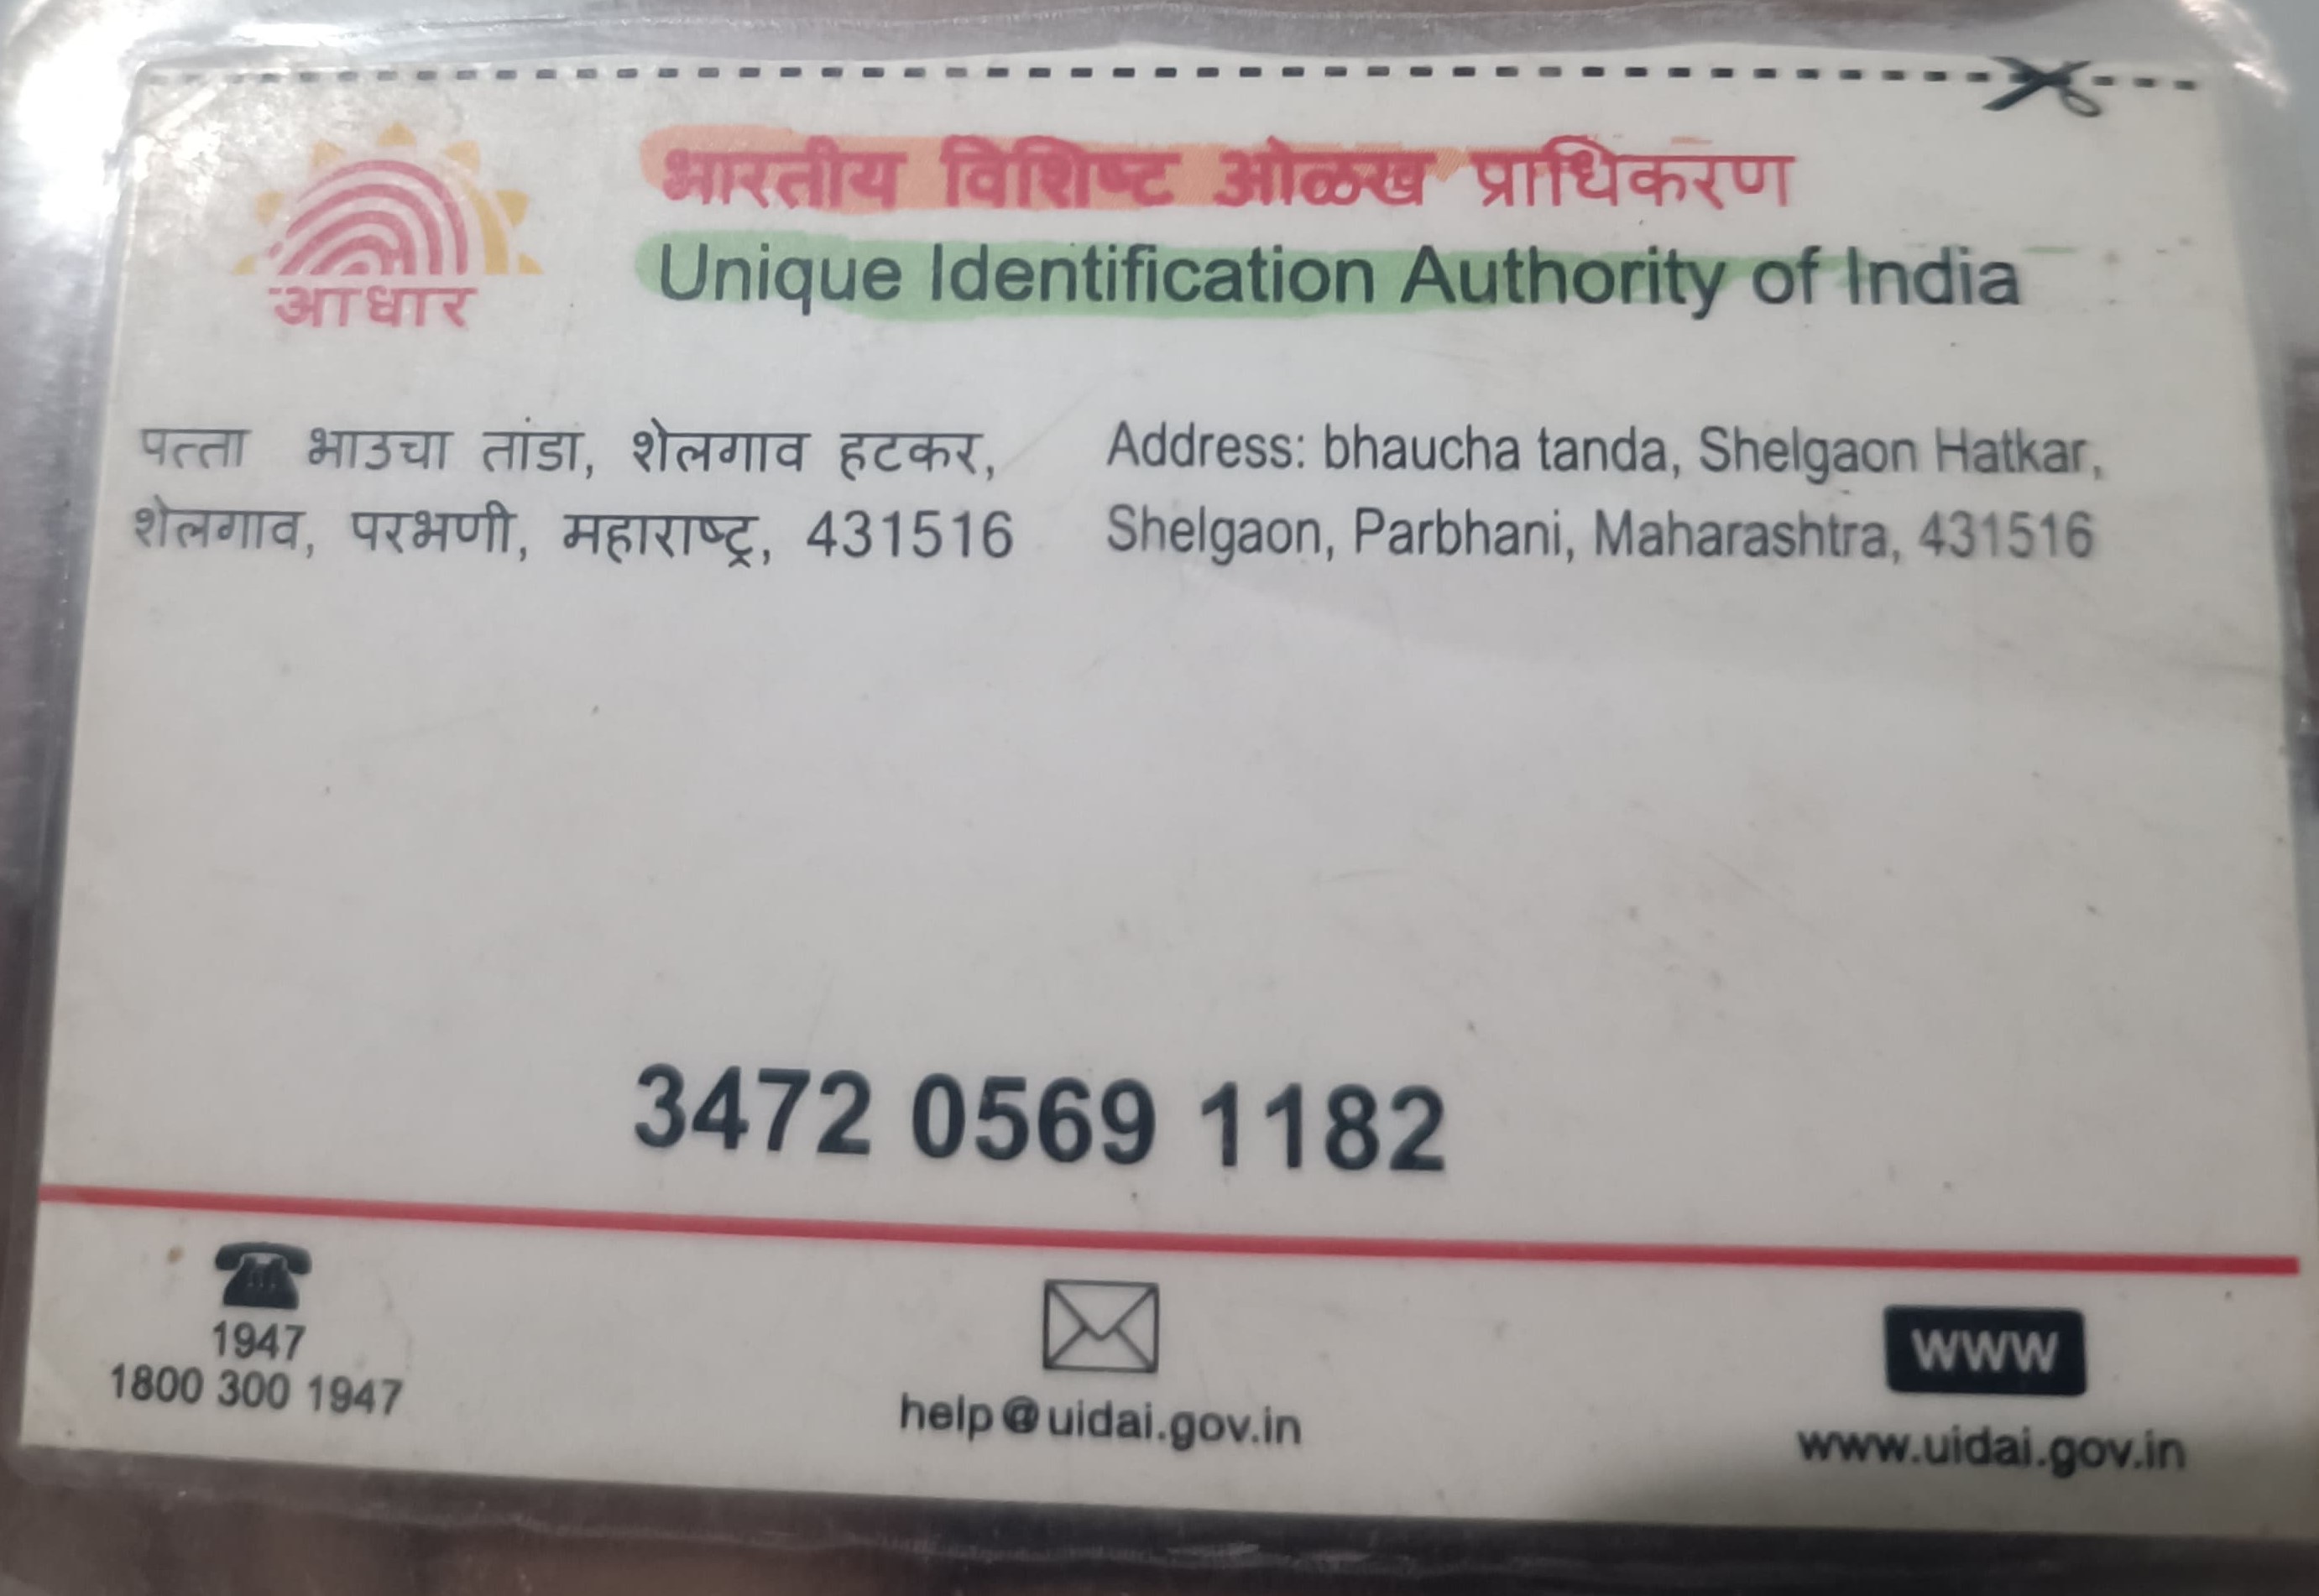 भारतीय विशिष्ट ओळख प्राधिकरण
Unique Identification Authority of India
आधार
पत्ता भाउचा तांडा, शेलगाव हटकर,
शेलगाव, परभणी, महाराष्ट्र, 431516
Address: bhaucha tanda, Shelgaon Hatkar,
Shelgaon, Parbhani, Maharashtra, 431516
3472 0569 1182
1947
1800 300 1947
help@uidai.gov.in
www
www.uidai.gov.in